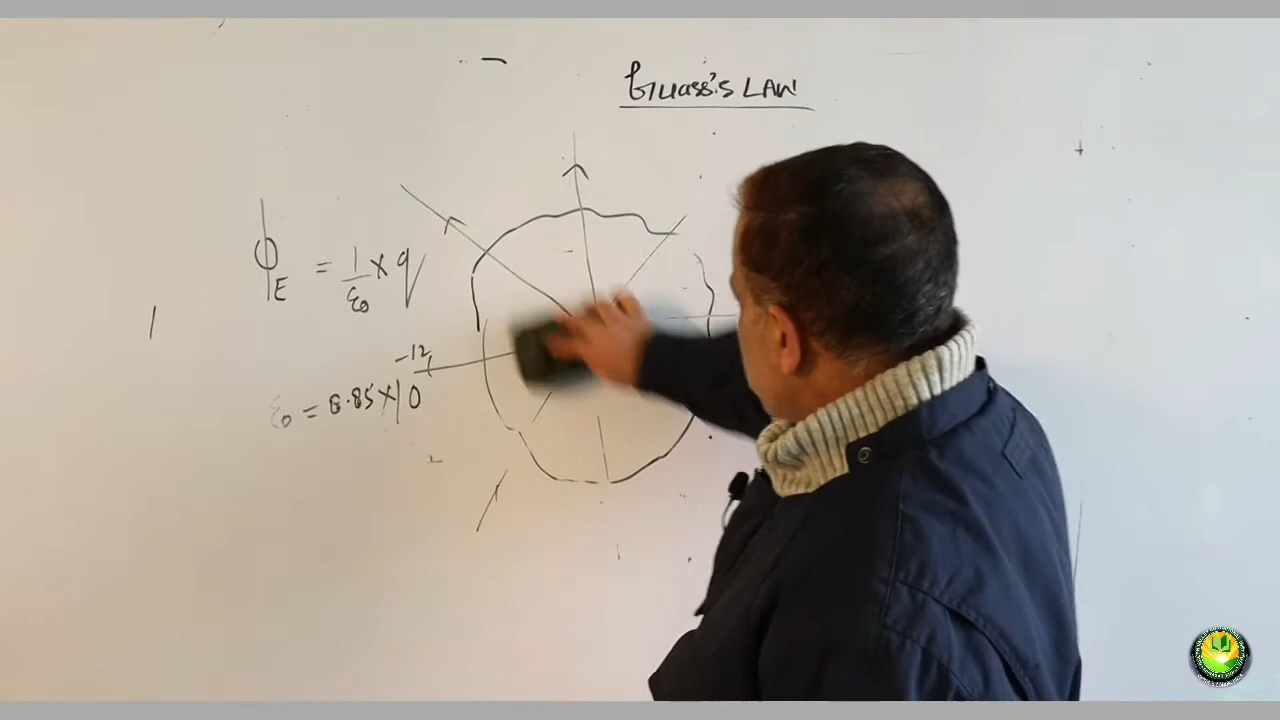 Guass's LAW
ϕE = 1/ε0 × q
ε0 = 8.85×10-12